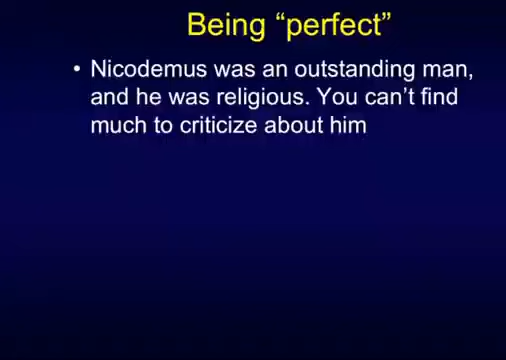 Being “perfect”
• Nicodemus was an outstanding man,
and he was religious. You can’t find
much to criticize about him